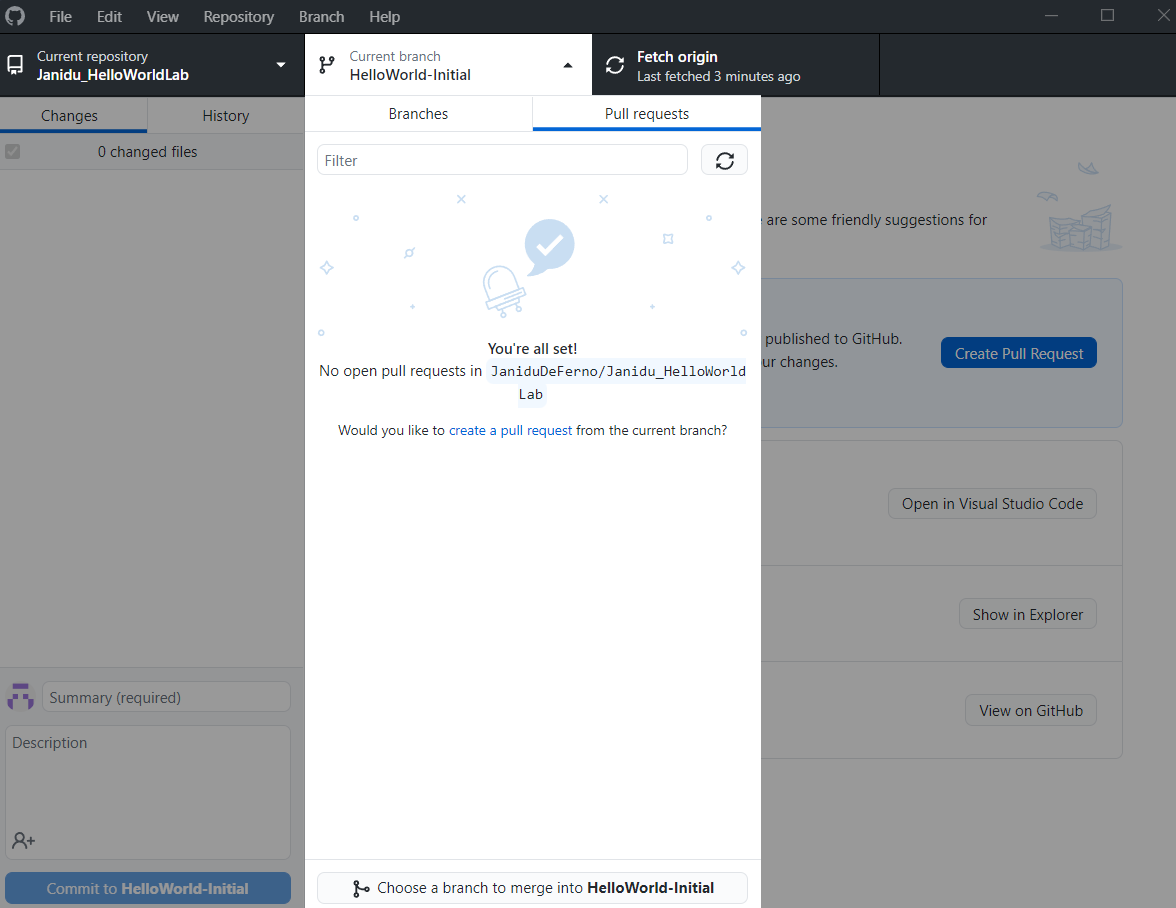 File Edit View Repository Branch Help
Current repository
Janidu_HelloWorldLab
Current branch
HelloWorld-Initial
Fetch origin
Last fetched 3 minutes ago
Changes History
0 changed files
Branches Pull requests
Filter
You're all set!
No open pull requests in JaniduDeFerno/Janidu_HelloWorld
Lab
Would you like to create a pull request from the current branch?
are some friendly suggestions for
published to GitHub.
changes.
Create Pull Request
Open in Visual Studio Code
Show in Explorer
View on GitHub
Summary (required)
Description
Commit to HelloWorld-Initial
Choose a branch to merge into HelloWorld-Initial